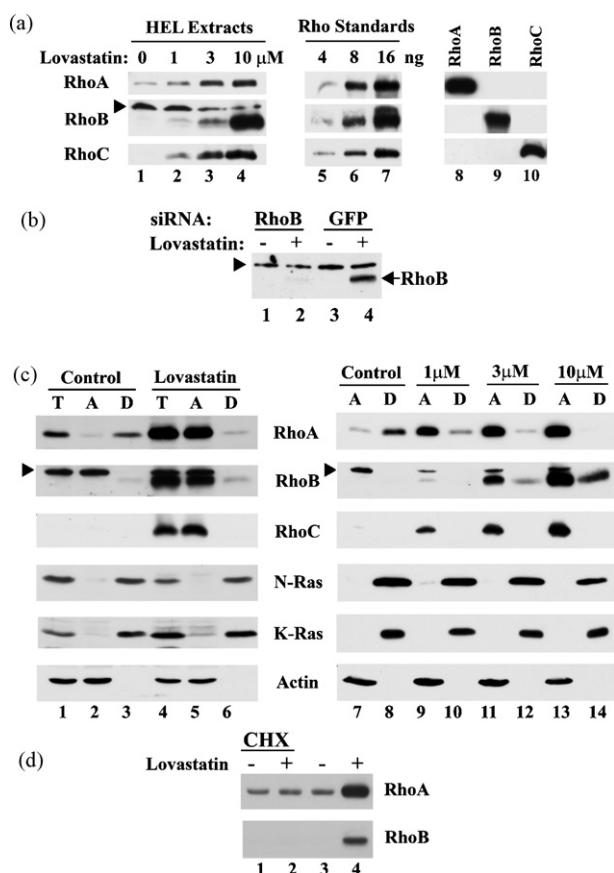 (a)
HEL Extracts
Rho Standards
Lovastatin: 0 1 3 10 μM
4 8 16 ng
RhoA RhoB RhoC
RhoA
RhoB
RhoC
1 2 3 4 5 6 7 8 9 10
(b)
siRNA: RhoB GFP
Lovastatin: - + - +
RhoB
1 2 3 4
(c)
Control Lovastatin
Control 1μM 3μM 10μM
T A D T A D
A D A D A D A D
RhoA
RhoB
RhoC
N-Ras
K-Ras
Actin
1 2 3 4 5 6 7 8 9 10 11 12 13 14
(d)
CHX
Lovastatin - + - +
RhoA
RhoB
1 2 3 4